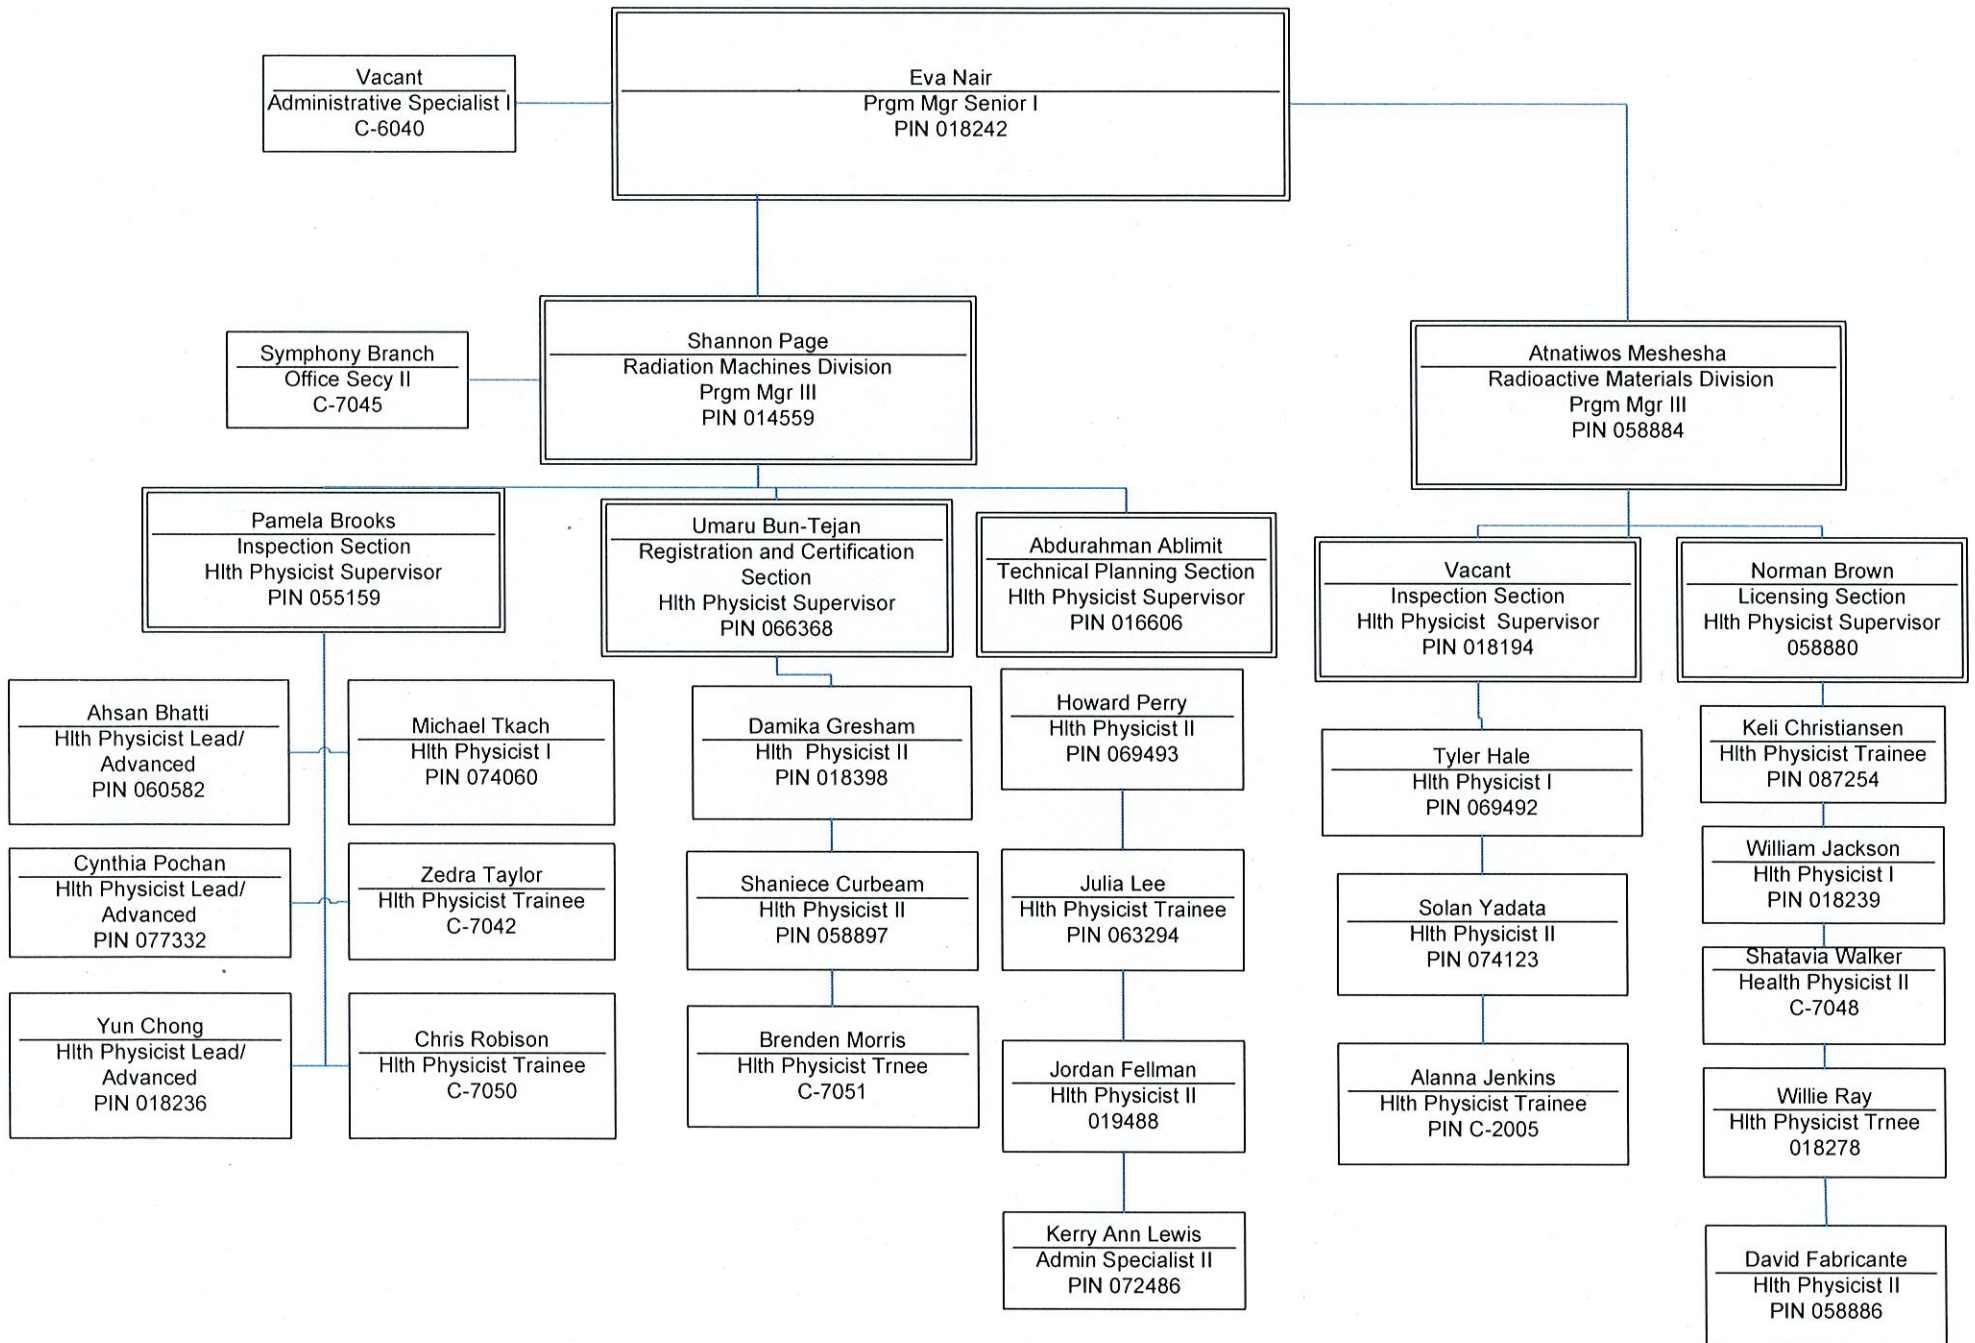 Vacant
Administrative Specialist I
C-6040
Eva Nair
Prgm Mgr Senior I
PIN 018242
Symphony Branch
Office Secy II
C-7045
Shannon Page
Radiation Machines Division
Prgm Mgr III
PIN 014559
Atnatiwos Meshesha
Radioactive Materials Division
Prgm Mgr III
PIN 058884
Pamela Brooks
Inspection Section
Hlth Physicist Supervisor
PIN 055159
Umaru Bun-Tejan
Registration and Certification
Section
Hlth Physicist Supervisor
PIN 066368
Abdurahman Ablimit
Technical Planning Section
Hlth Physicist Supervisor
PIN 016606
Vacant
Inspection Section
Hlth Physicist  Supervisor
PIN 018194
Norman Brown
Licensing Section
Hlth Physicist Supervisor
058880
Ahsan Bhatti
Hlth Physicist Lead/
Advanced
PIN 060582
Michael Tkach
Hlth Physicist I
PIN 074060
Cynthia Pochan
Hlth Physicist Lead/
Advanced
PIN 077332
Zedra Taylor
Hlth Physicist Trainee
C-7042
Yun Chong
Hlth Physicist Lead/
Advanced
PIN 018236
Chris Robison
Hlth Physicist Trainee
C-7050
Damika Gresham
Hlth  Physicist II
PIN 018398
Shaniece Curbeam
Hlth Physicist II
PIN 058897
Brenden Morris
Hlth Physicist Trnee
C-7051
Howard Perry
Hlth Physicist II
PIN 069493
Julia Lee
Hlth Physicist Trainee
PIN 063294
Jordan Fellman
Hlth Physicist II
019488
Kerry Ann Lewis
Admin Specialist II
PIN 072486
Tyler Hale
Hlth Physicist I
PIN 069492
Solan Yadata
Hlth Physicist II
PIN 074123
Alanna Jenkins
Hlth Physicist Trainee
PIN C-2005
Keli Christiansen
Hlth Physicist Trainee
PIN 087254
William Jackson
Hlth Physicist I
PIN 018239
Shatavia Walker
Health Physicist II
C-7048
Willie Ray
Hlth Physicist Trnee
018278
David Fabricante
Hlth Physicist II
PIN 058886